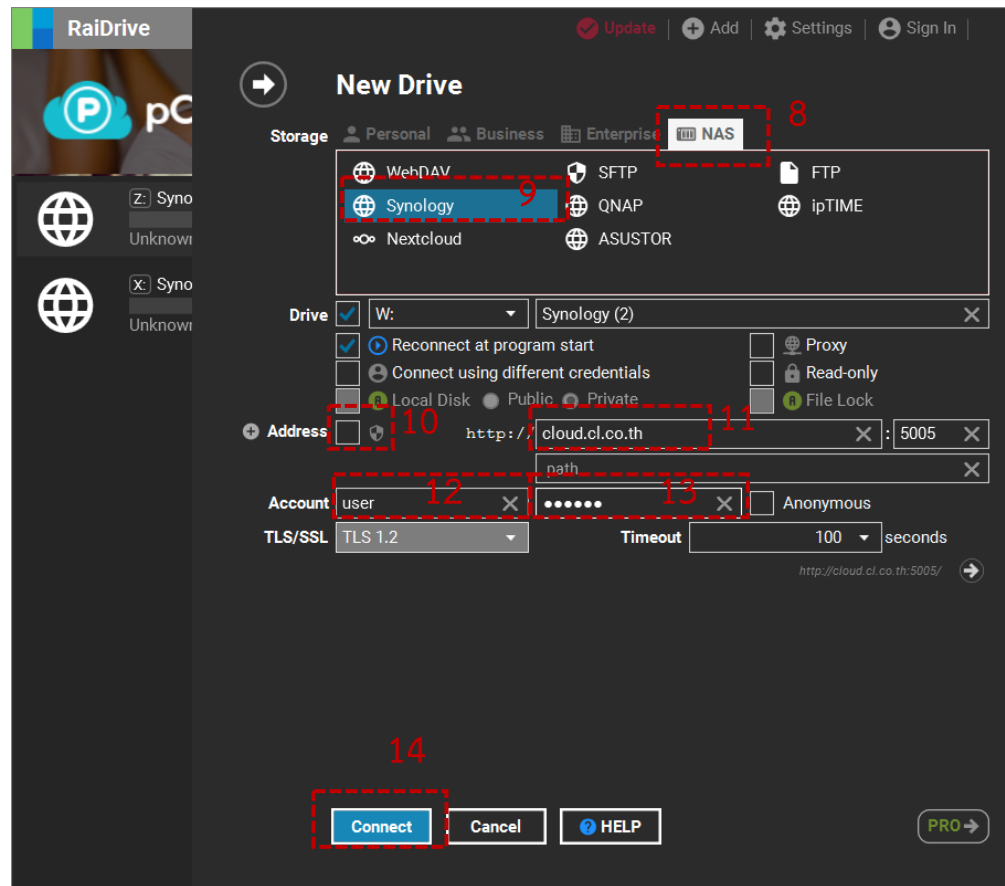 RaiDrive
Update
Add
Settings
Sign In
pC
New Drive
8
Storage
Personal
Business
Enterprise
NAS
WebDAV
SFTP
FTP
9
Synology
QNAP
ipTIME
Nextcloud
ASUSTOR
Z: Syno
Unknown
X: Syno
Unknown
Drive
W:
Synology (2)
Reconnect at program start
Proxy
Connect using different credentials
Read-only
Local Disk
Public
Private
File Lock
10
11
Address
http://
cloud.cl.co.th
: 5005
path
12
13
Account
user
••••••
Anonymous
TLS/SSL
TLS 1.2
Timeout
100
seconds
http://cloud.cl.co.th:5005/
14
Connect
Cancel
? HELP
PRO